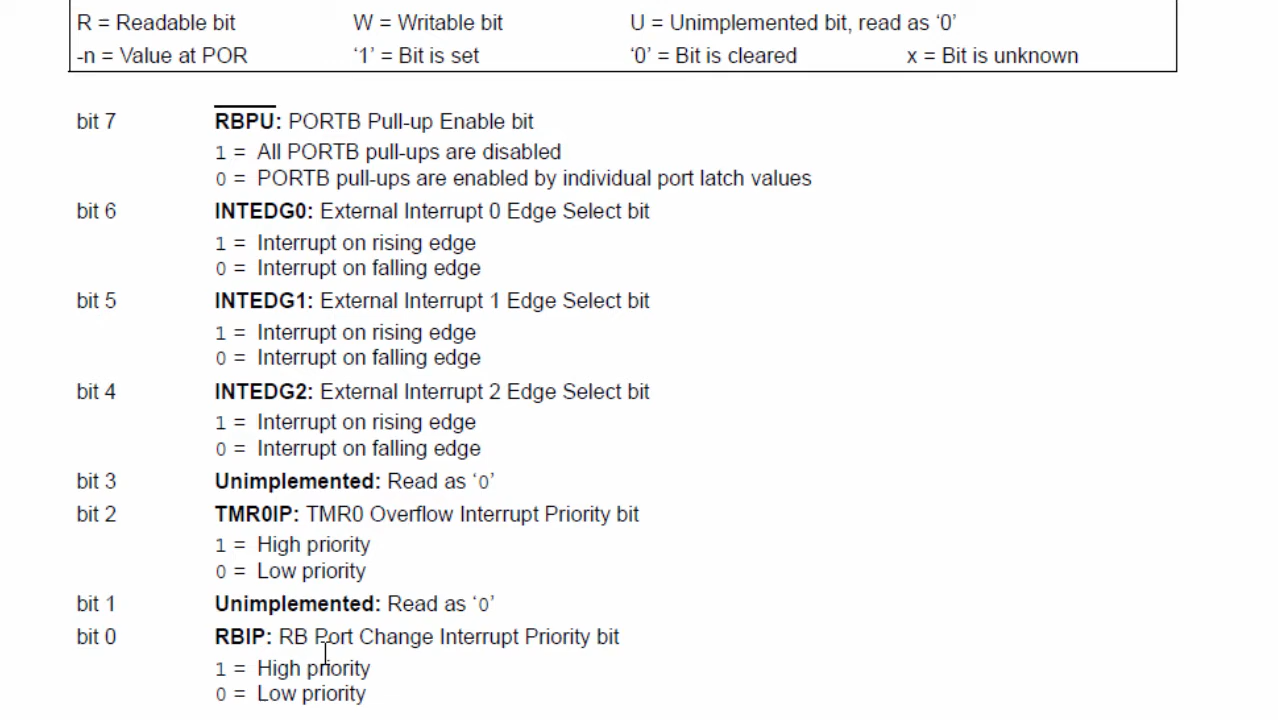 R = Readable bit W = Writable bit U = Unimplemented bit, read as ‘0’
-n = Value at POR ‘1’ = Bit is set ‘0’ = Bit is cleared x = Bit is unknown
bit 7 RBPU: PORTB Pull-up Enable bit
1 = All PORTB pull-ups are disabled
0 = PORTB pull-ups are enabled by individual port latch values
bit 6 INTEDG0: External Interrupt 0 Edge Select bit
1 = Interrupt on rising edge
0 = Interrupt on falling edge
bit 5 INTEDG1: External Interrupt 1 Edge Select bit
1 = Interrupt on rising edge
0 = Interrupt on falling edge
bit 4 INTEDG2: External Interrupt 2 Edge Select bit
1 = Interrupt on rising edge
0 = Interrupt on falling edge
bit 3 Unimplemented: Read as ‘0’
bit 2 TMR0IP: TMR0 Overflow Interrupt Priority bit
1 = High priority
0 = Low priority
bit 1 Unimplemented: Read as ‘0’
bit 0 RBIP: RB Port Change Interrupt Priority bit
1 = High priority
0 = Low priority